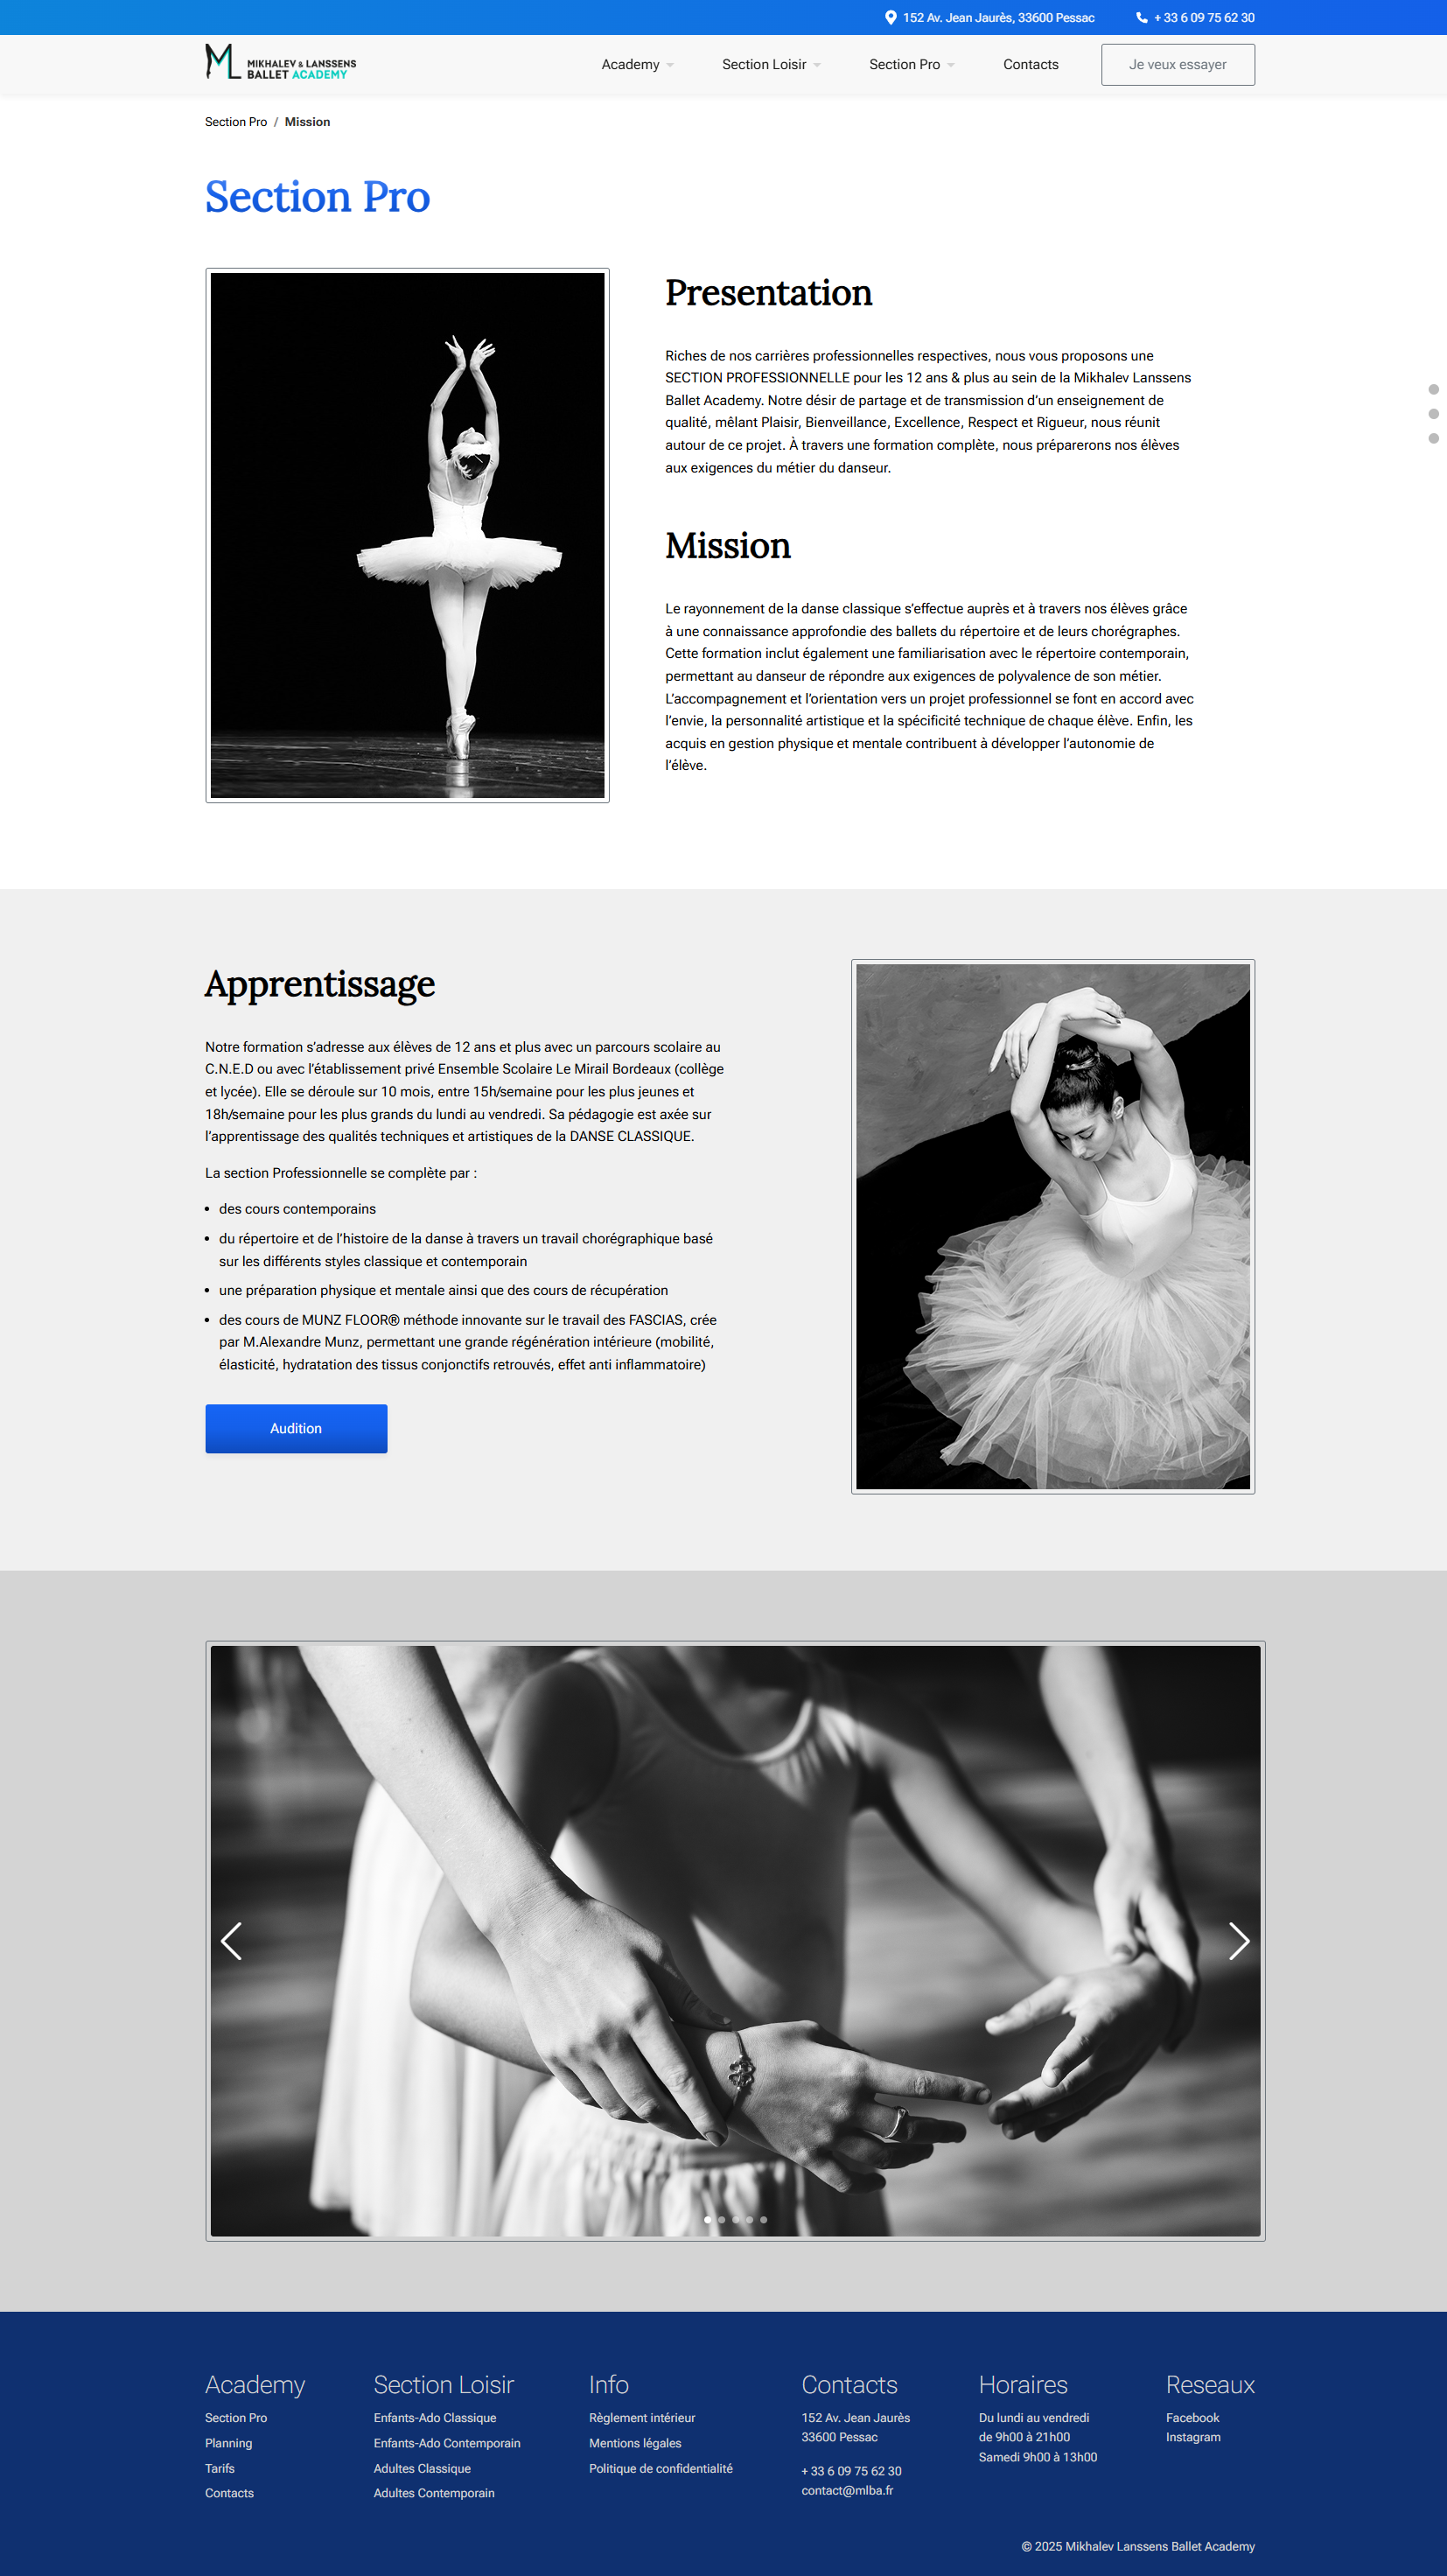 152 Av. Jean Jaurès, 33600 Pessac
+ 33 6 09 75 62 30
MIKHALEV & LANSSENS
BALLET ACADEMY
Academy
Section Loisir
Section Pro
Contacts
Je veux essayer
Section Pro / Mission
Section Pro
Presentation
Riches de nos carrières professionnelles respectives, nous vous proposons une
SECTION PROFESSIONNELLE pour les 12 ans & plus au sein de la Mikhalev Lanssens
Ballet Academy. Notre désir de partage et de transmission d’un enseignement de
qualité, mêlant Plaisir, Bienveillance, Excellence, Respect et Rigueur, nous réunit
autour de ce projet. À travers une formation complète, nous préparerons nos élèves
aux exigences du métier du danseur.
Mission
Le rayonnement de la danse classique s’effectue auprès et à travers nos élèves grâce
à une connaissance approfondie des ballets du répertoire et de leurs chorégraphes.
Cette formation inclut également une familiarisation avec le répertoire contemporain,
permettant au danseur de répondre aux exigences de polyvalence de son métier.
L’accompagnement et l’orientation vers un projet professionnel se font en accord avec
l’envie, la personnalité artistique et la spécificité technique de chaque élève. Enfin, les
acquis en gestion physique et mentale contribuent à développer l’autonomie de
l’élève.
Apprentissage
Notre formation s’adresse aux élèves de 12 ans et plus avec un parcours scolaire au
C.N.E.D ou avec l’établissement privé Ensemble Scolaire Le Mirail Bordeaux (collège
et lycée). Elle se déroule sur 10 mois, entre 15h/semaine pour les plus jeunes et
18h/semaine pour les plus grands du lundi au vendredi. Sa pédagogie est axée sur
l’apprentissage des qualités techniques et artistiques de la DANSE CLASSIQUE.
La section Professionnelle se complète par :
• des cours contemporains
• du répertoire et de l’histoire de la danse à travers un travail chorégraphique basé
sur les différents styles classique et contemporain
• une préparation physique et mentale ainsi que des cours de récupération
• des cours de MUNZ FLOOR® méthode innovante sur le travail des FASCIAS, crée
par M.Alexandre Munz, permettant une grande régénération intérieure (mobilité,
élasticité, hydratation des tissus conjonctifs retrouvés, effet anti inflammatoire)
Audition
Academy
Section Pro
Planning
Tarifs
Contacts
Section Loisir
Enfants-Ado Classique
Enfants-Ado Contemporain
Adultes Classique
Adultes Contemporain
Info
Règlement intérieur
Mentions légales
Politique de confidentialité
Contacts
152 Av. Jean Jaurès
33600 Pessac
+ 33 6 09 75 62 30
contact@mlba.fr
Horaires
Du lundi au vendredi
de 9h00 à 21h00
Samedi 9h00 à 13h00
Reseaux
Facebook
Instagram
© 2025 Mikhalev Lanssens Ballet Academy